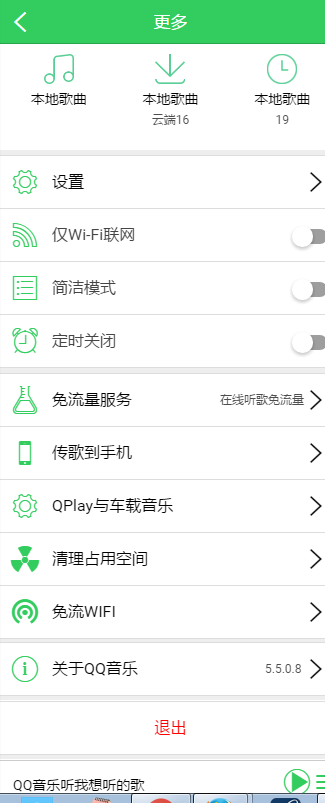 更多
本地歌曲 本地歌曲 本地歌曲
云端16 19
设置
仅Wi-Fi联网
简洁模式
定时关闭
免流量服务 在线听歌免流量
传歌到手机
QPlay与车载音乐
清理占用空间
免流WIFI
关于QQ音乐 5.5.0.8
退出
QQ音乐听我想听的歌